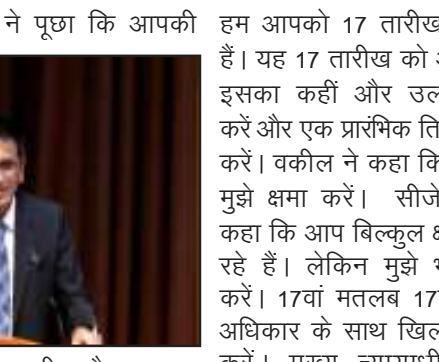 ने पूछा कि आपकी
हम आपको 17 तारीख
हैं। यह 17 तारीख को
इसका कहीं और उल
करें और एक प्रारंभिक ति
करें। वकील ने कहा कि
मुझे क्षमा करें। सीजे
कहा कि आप बिल्कुल क्ष
रहे हैं। लेकिन मुझे
करें। 17वां मतलब 17
अधिकार के साथ खिल
करें। मुख्य